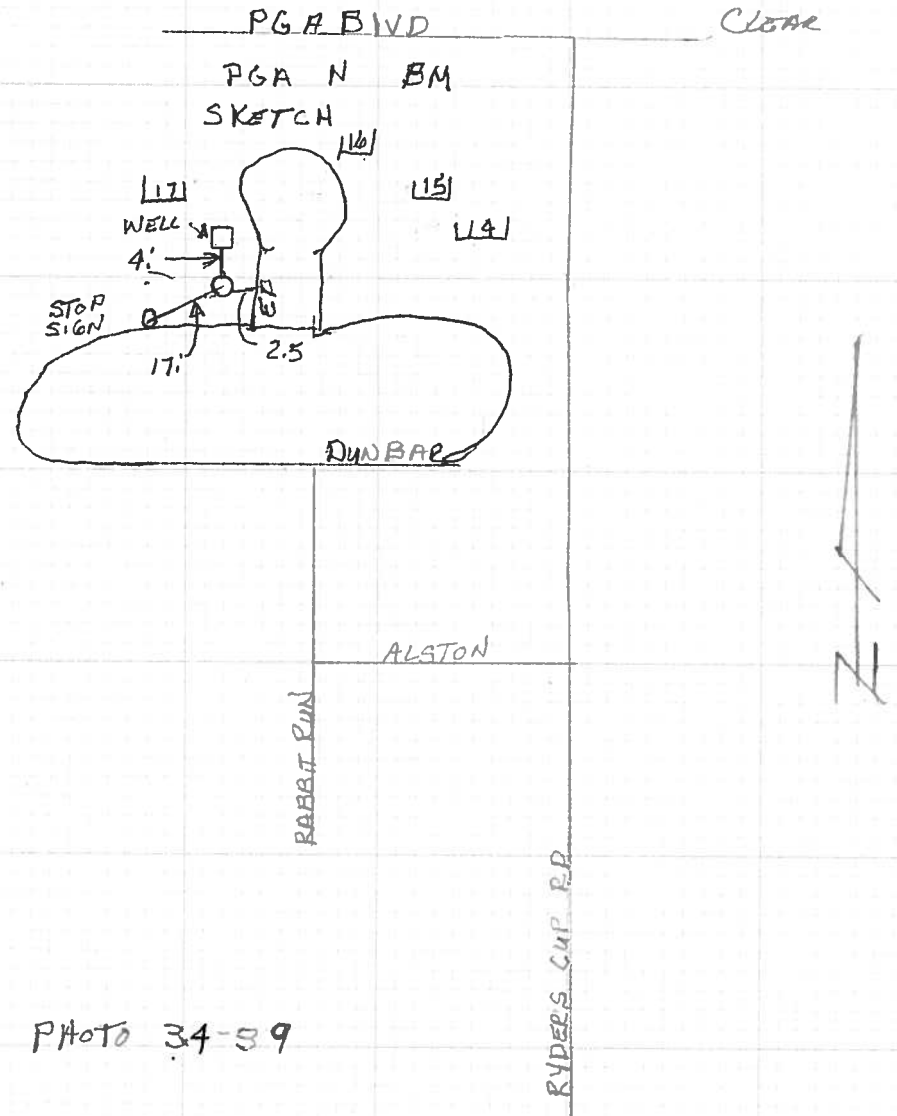 PGA BLVD
CLEAR
PGA N BM
SKETCH
16
17
15
14
WELL
4'
STOP
SIGN
17'
2.5
DUNBAR
ALSTON
RABBIT RUN
RYDERS CUP RD
N
PHOTO 34-39